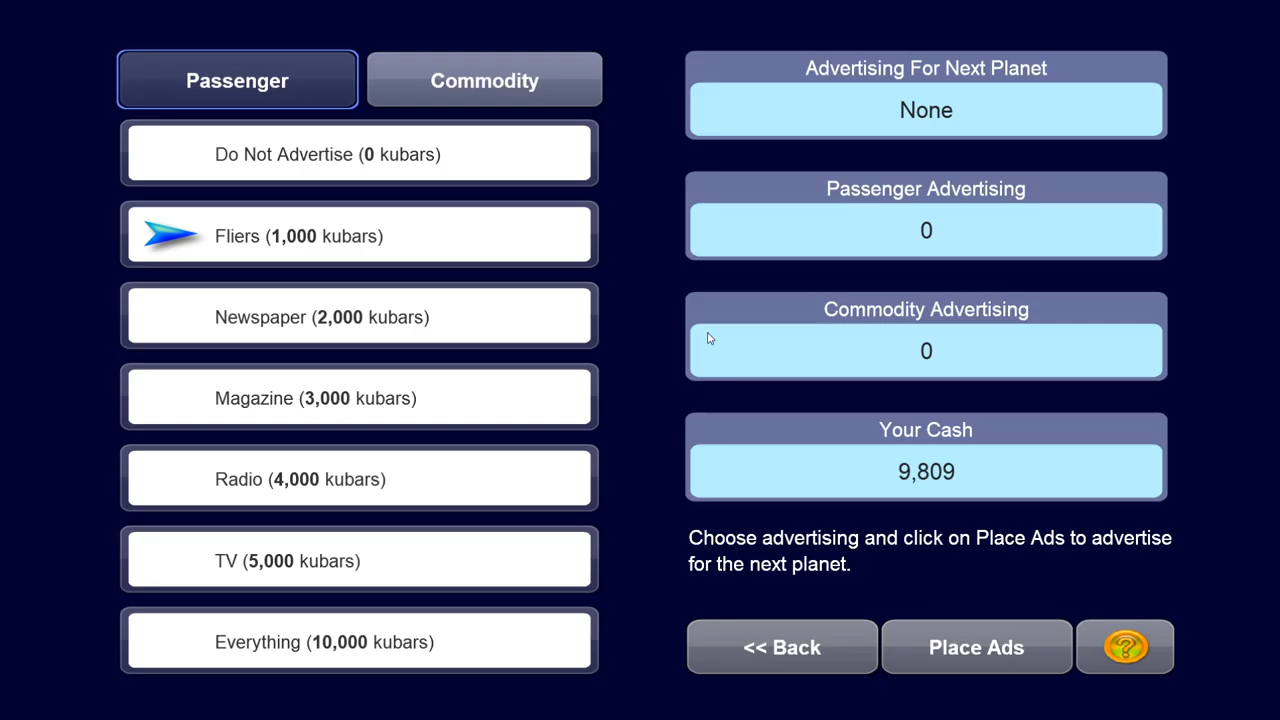 Passenger
Commodity
Do Not Advertise (0 kubars)
Fliers (1,000 kubars)
Newspaper (2,000 kubars)
Magazine (3,000 kubars)
Radio (4,000 kubars)
TV (5,000 kubars)
Everything (10,000 kubars)
Advertising For Next Planet
None
Passenger Advertising
0
Commodity Advertising
0
Your Cash
9,809
Choose advertising and click on Place Ads to advertise
for the next planet.
<< Back
Place Ads
?